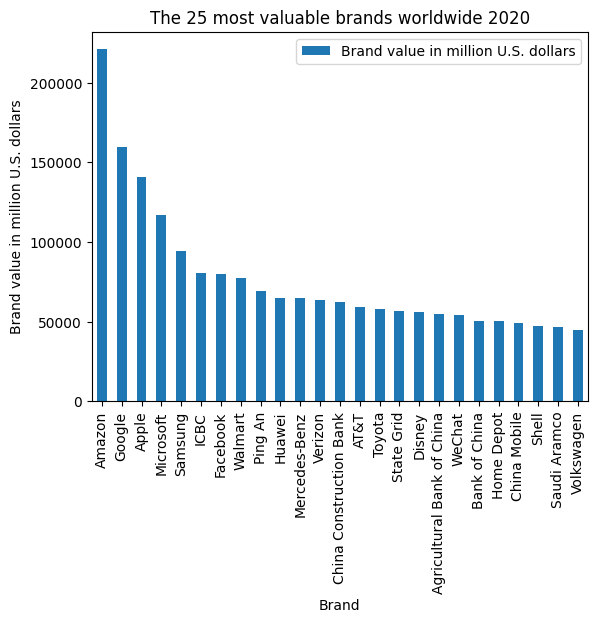 The 25 most valuable brands worldwide 2020
Brand value in million U.S. dollars
Brand value in million U.S. dollars
200000
150000
100000
50000
0
Amazon
Google
Apple
Microsoft
Samsung
ICBC
Facebook
Walmart
Ping An
Huawei
Mercedes-Benz
Verizon
China Construction Bank
AT&T
Toyota
State Grid
Disney
Agricultural Bank of China
WeChat
Bank of China
Home Depot
China Mobile
Shell
Saudi Aramco
Volkswagen
Brand